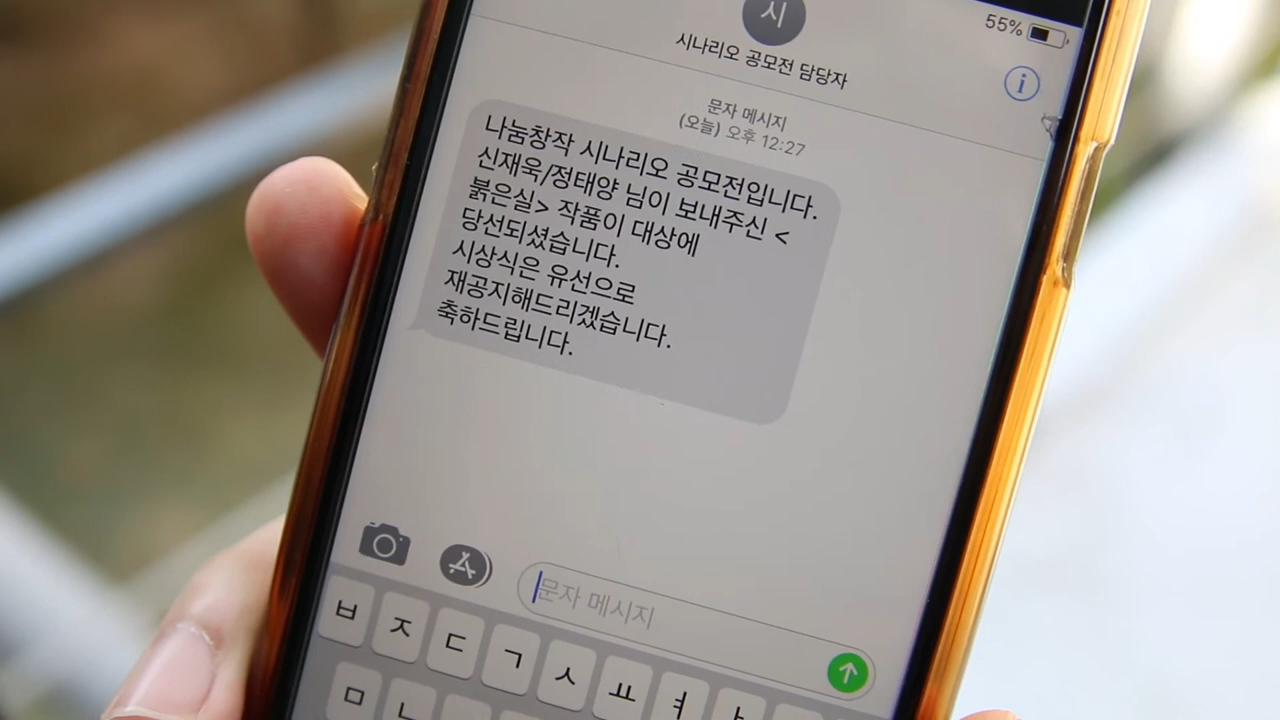 55%
시
시나리오 공모전 담당자
문자 메시지
(오늘) 오후 12:27
나눔창작 시나리오 공모전입니다.
신재욱/정태양 님이 보내주신 <
붉은실> 작품이 대상에
당선되셨습니다.
시상식은 유선으로
재공지해드리겠습니다.
축하드립니다.
문자 메시지
ㅂ ㅈ ㄷ ㄱ ㅅ ㅛ ㅕ
ㅁ ㄴ